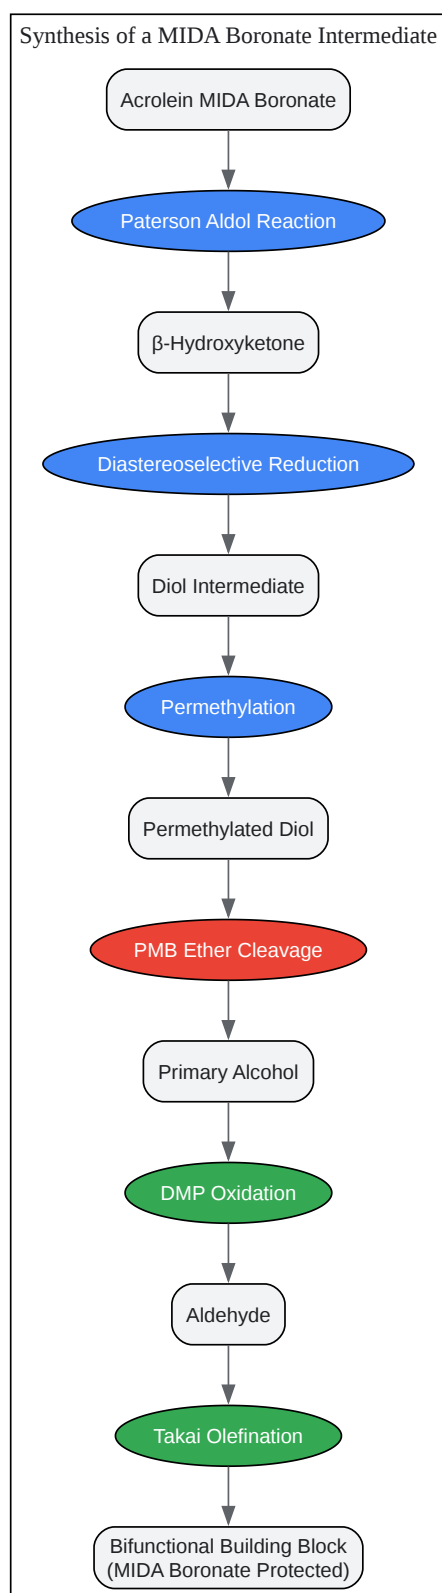 Synthesis of a MIDA Boronate Intermediate
Acrolein MIDA Boronate
Paterson Aldol Reaction
β-Hydroxyketone
Diastereoselective Reduction
Diol Intermediate
Permethylation
Permethylated Diol
PMB Ether Cleavage
Primary Alcohol
DMP Oxidation
Aldehyde
Takai Olefination
Bifunctional Building Block
(MIDA Boronate Protected)